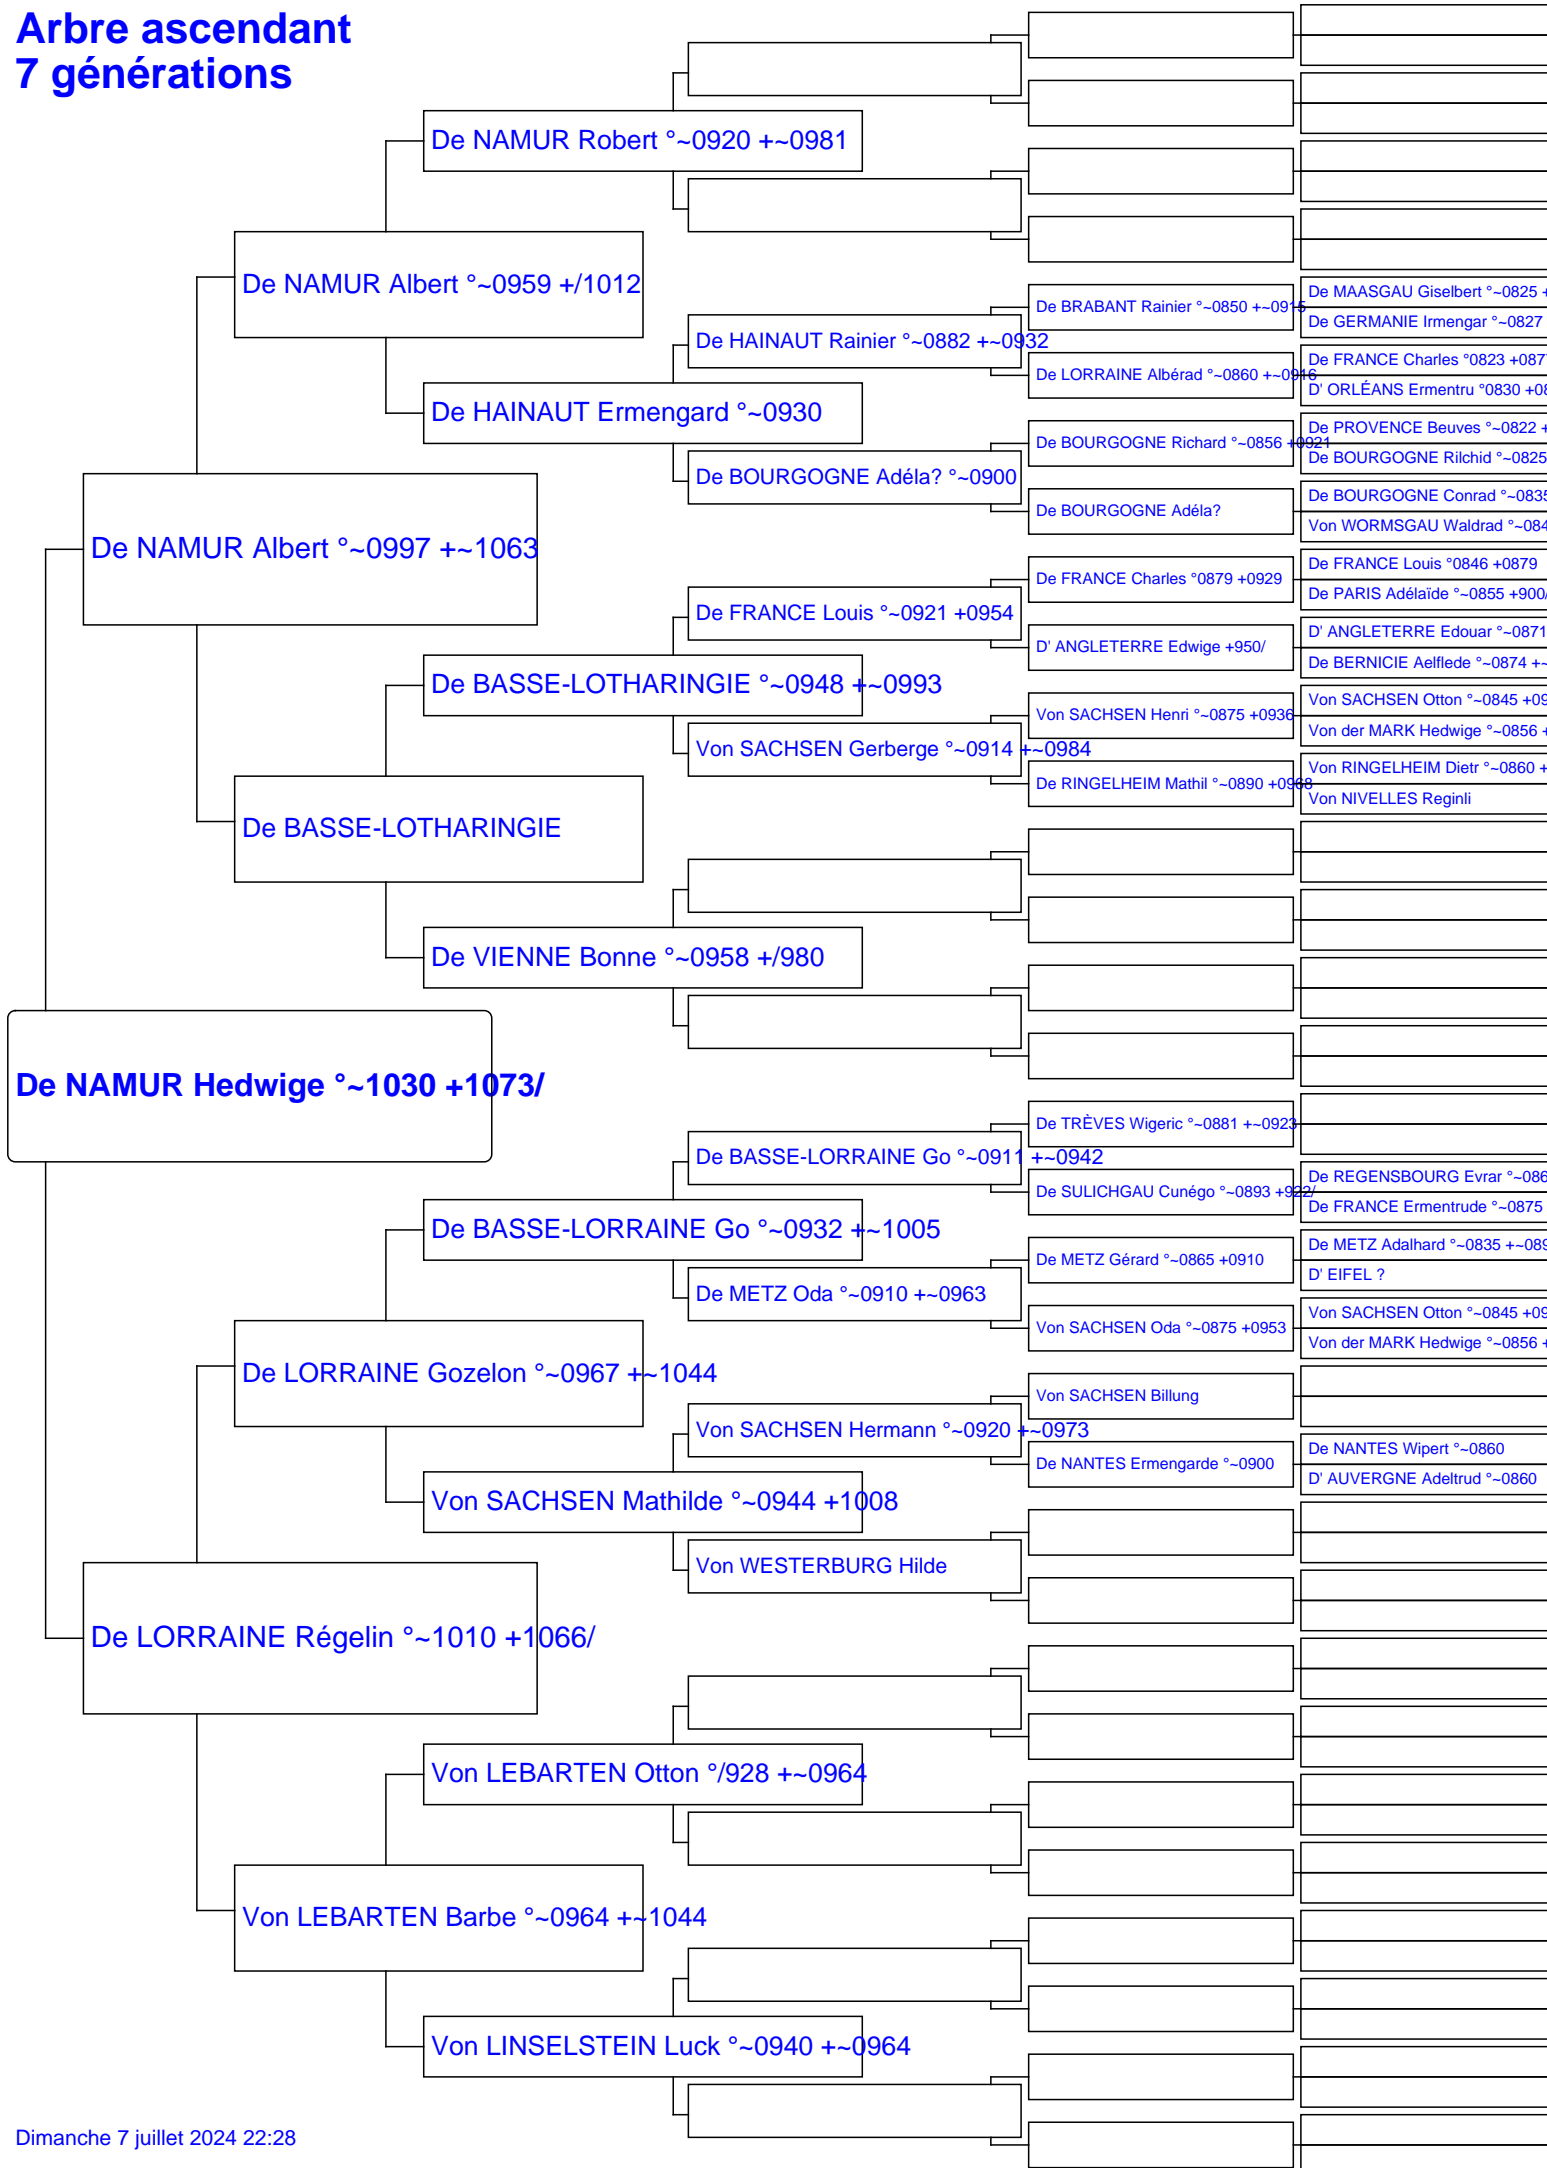 Arbre ascendant
7 générations
De NAMUR Robert °~0920 +~0981
De NAMUR Albert °~0959 +/1012
De MAASGAU Giselbert °~0825 +
De BRABANT Rainier °~0850 +~0915
De GERMANIE Irmengar °~0827
De HAINAUT Rainier °~0882 +~0932
De FRANCE Charles °0823 +087
De LORRAINE Albérad °~0860 +~0916
D' ORLÉANS Ermentru °0830 +08
De HAINAUT Ermengard °~0930
De PROVENCE Beuves °~0822 +
De BOURGOGNE Richard °~0856 +0921
De BOURGOGNE Rilchid °~0825
De BOURGOGNE Adéla? °~0900
De BOURGOGNE Conrad °~0835
De BOURGOGNE Adéla?
Von WORMSGAU Waldrad °~084
De NAMUR Albert °~0997 +~1063
De FRANCE Louis °0846 +0879
De FRANCE Charles °0879 +0929
De PARIS Adélaïde °~0855 +900/
De FRANCE Louis °~0921 +0954
D' ANGLETERRE Edouar °~0871
D' ANGLETERRE Edwige +950/
De BERNICIE Aelflede °~0874 +~
De BASSE-LOTHARINGIE °~0948 +~0993
Von SACHSEN Otton °~0845 +09
Von SACHSEN Henri °~0875 +0936
Von der MARK Hedwige °~0856 +
Von SACHSEN Gerberge °~0914 +~0984
Von RINGELHEIM Dietr °~0860 +
De RINGELHEIM Mathil °~0890 +0968
Von NIVELLES Reginli
De BASSE-LOTHARINGIE
De VIENNE Bonne °~0958 +/980
De NAMUR Hedwige °~1030 +1073/
De TRÈVES Wigeric °~0881 +~0923
De BASSE-LORRAINE Go °~0911 +~0942
De REGENSBOURG Evrar °~086
De SULICHGAU Cunégo °~0893 +922/
De FRANCE Ermentrude °~0875
De BASSE-LORRAINE Go °~0932 +~1005
De METZ Adalhard °~0835 +~089
De METZ Gérard °~0865 +0910
D' EIFEL ?
De METZ Oda °~0910 +~0963
Von SACHSEN Otton °~0845 +09
Von SACHSEN Oda °~0875 +0953
Von der MARK Hedwige °~0856 +
De LORRAINE Gozelon °~0967 +~1044
Von SACHSEN Billung
Von SACHSEN Hermann °~0920 +~0973
De NANTES Wipert °~0860
De NANTES Ermengarde °~0900
D' AUVERGNE Adeltrud °~0860
Von SACHSEN Mathilde °~0944 +1008
Von WESTERBURG Hilde
De LORRAINE Régelin °~1010 +1066/
Von LEBARTEN Otton °/928 +~0964
Von LEBARTEN Barbe °~0964 +~1044
Von LINSELSTEIN Luck °~0940 +~0964
Dimanche 7 juillet 2024 22:28